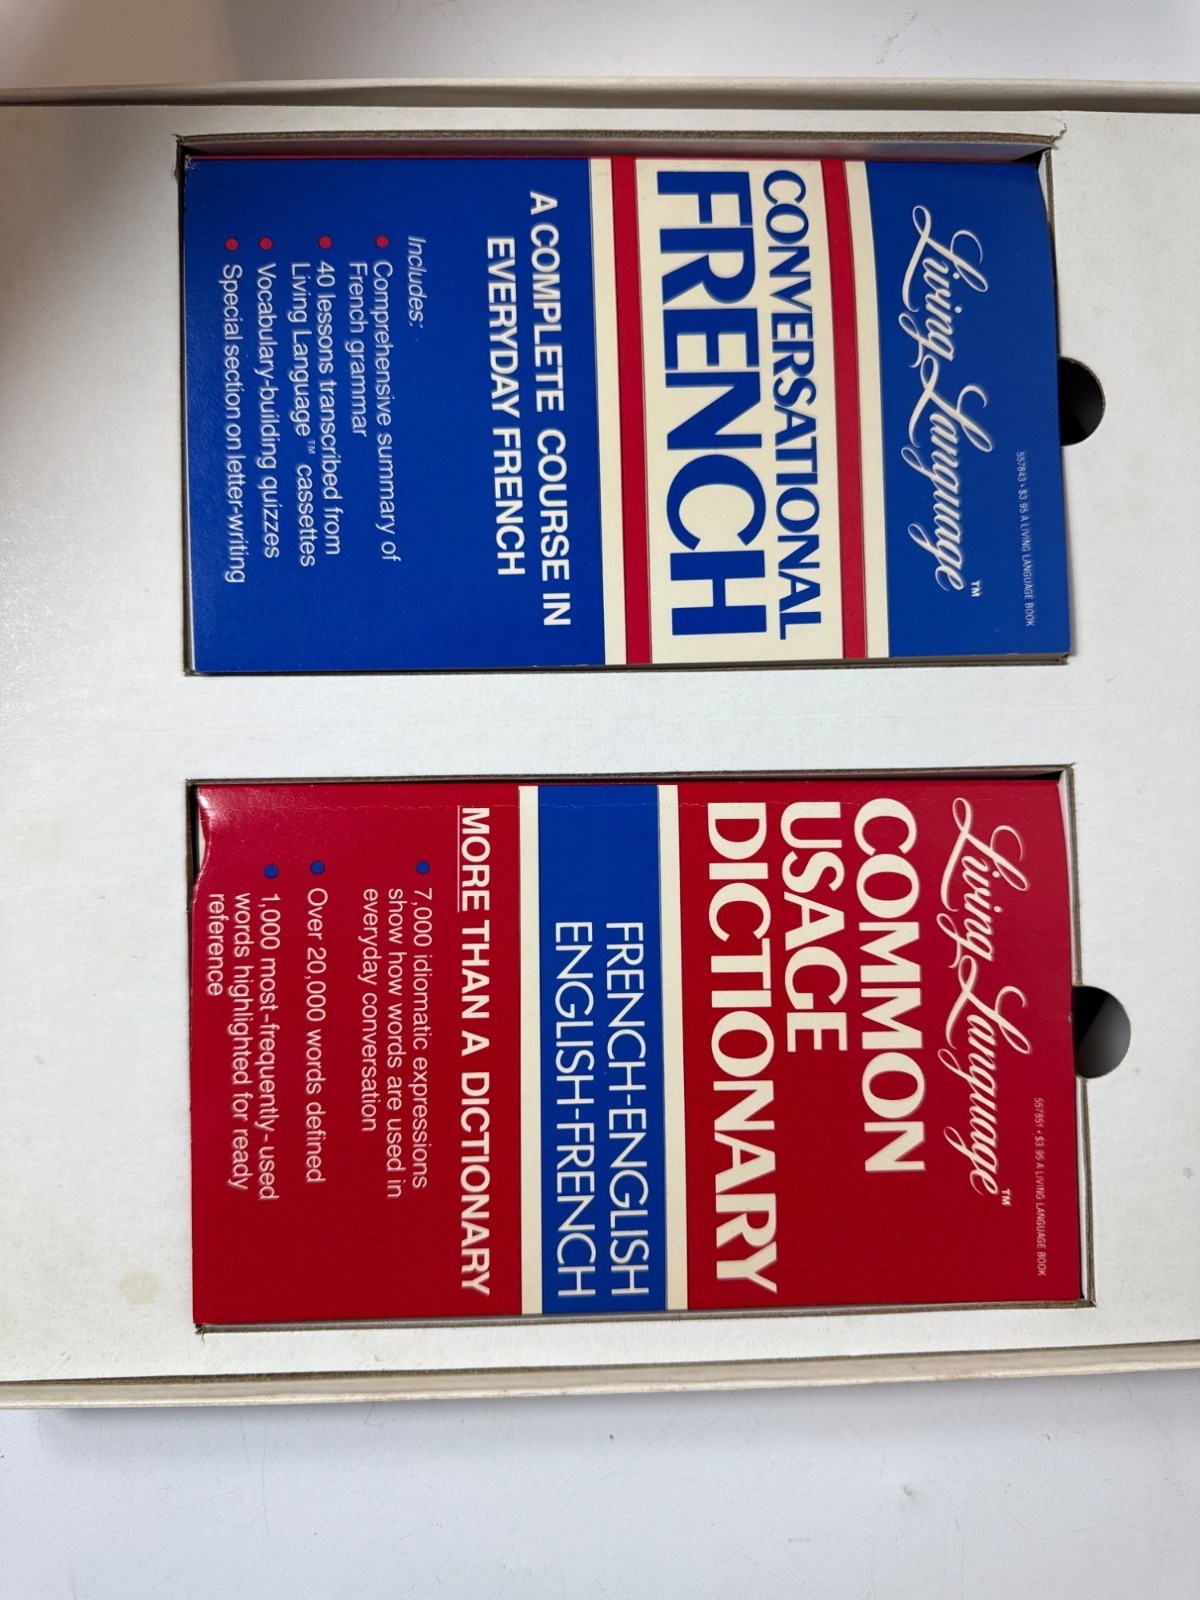 557843 • $3.95 A LIVING LANGUAGE BOOK
Living Language™
CONVERSATIONAL
FRENCH
A COMPLETE COURSE IN
EVERYDAY FRENCH
Includes:
• Comprehensive summary of
French grammar
• 40 lessons transcribed from
Living Language™ cassettes
• Vocabulary-building quizzes
• Special section on letter-writing
557851 • $3.95 A LIVING LANGUAGE BOOK
Living Language™
COMMON
USAGE
DICTIONARY
FRENCH-ENGLISH
ENGLISH-FRENCH
MORE THAN A DICTIONARY
• 7,000 idiomatic expressions
show how words are used in
everyday conversation
• Over 20,000 words defined
• 1,000 most-frequently-used
words highlighted for ready
reference